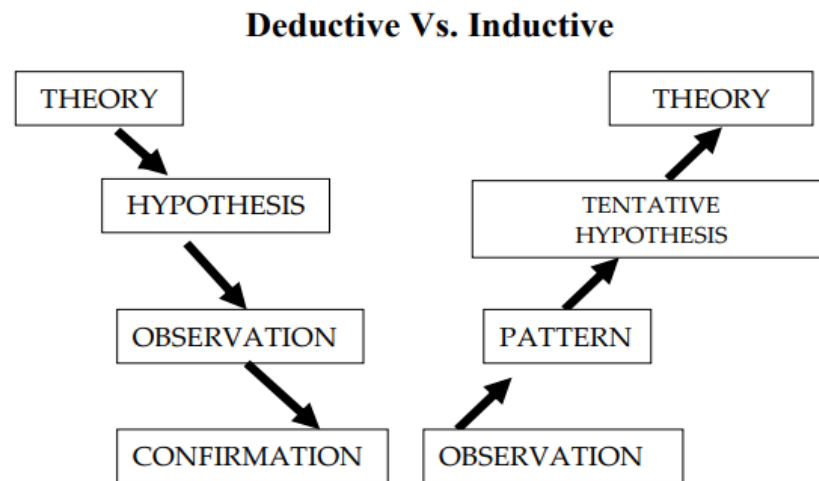 Deductive Vs. Inductive
THEORY
HYPOTHESIS
OBSERVATION
CONFIRMATION
THEORY
TENTATIVE
HYPOTHESIS
PATTERN
OBSERVATION